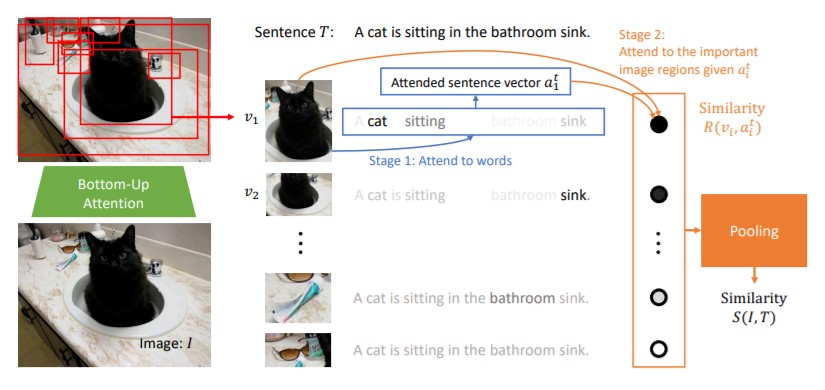 Sentence T: A cat is sitting in the bathroom sink.
Stage 2:
Attend to the important
image regions given a_i^t
Attended sentence vector a_1^t
Similarity
R(v_i, a_i^t)
v_1
A cat sitting bathroom sink
Stage 1: Attend to words
Bottom-Up
Attention
v_2
A cat is sitting bathroom sink.
Pooling
A cat is sitting in the bathroom sink.
Similarity
S(I,T)
Image: I
A cat is sitting in the bathroom sink.